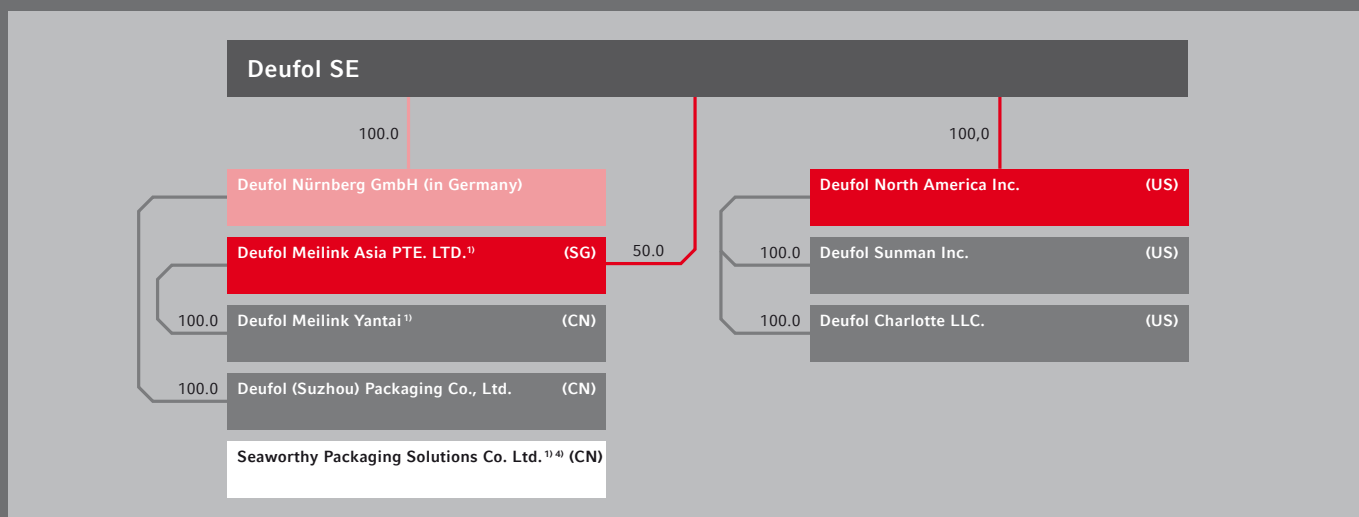 Deufol SE
100.0
100,0
Deufol Nürnberg GmbH (in Germany)
Deufol North America Inc. (US)
Deufol Meilink Asia PTE. LTD.¹⁾ (SG)
50.0
100.0
Deufol Sunman Inc. (US)
100.0
Deufol Meilink Yantai¹⁾ (CN)
100.0
Deufol Charlotte LLC. (US)
100.0
Deufol (Suzhou) Packaging Co., Ltd. (CN)
Seaworthy Packaging Solutions Co. Ltd.¹⁾ ⁴⁾ (CN)